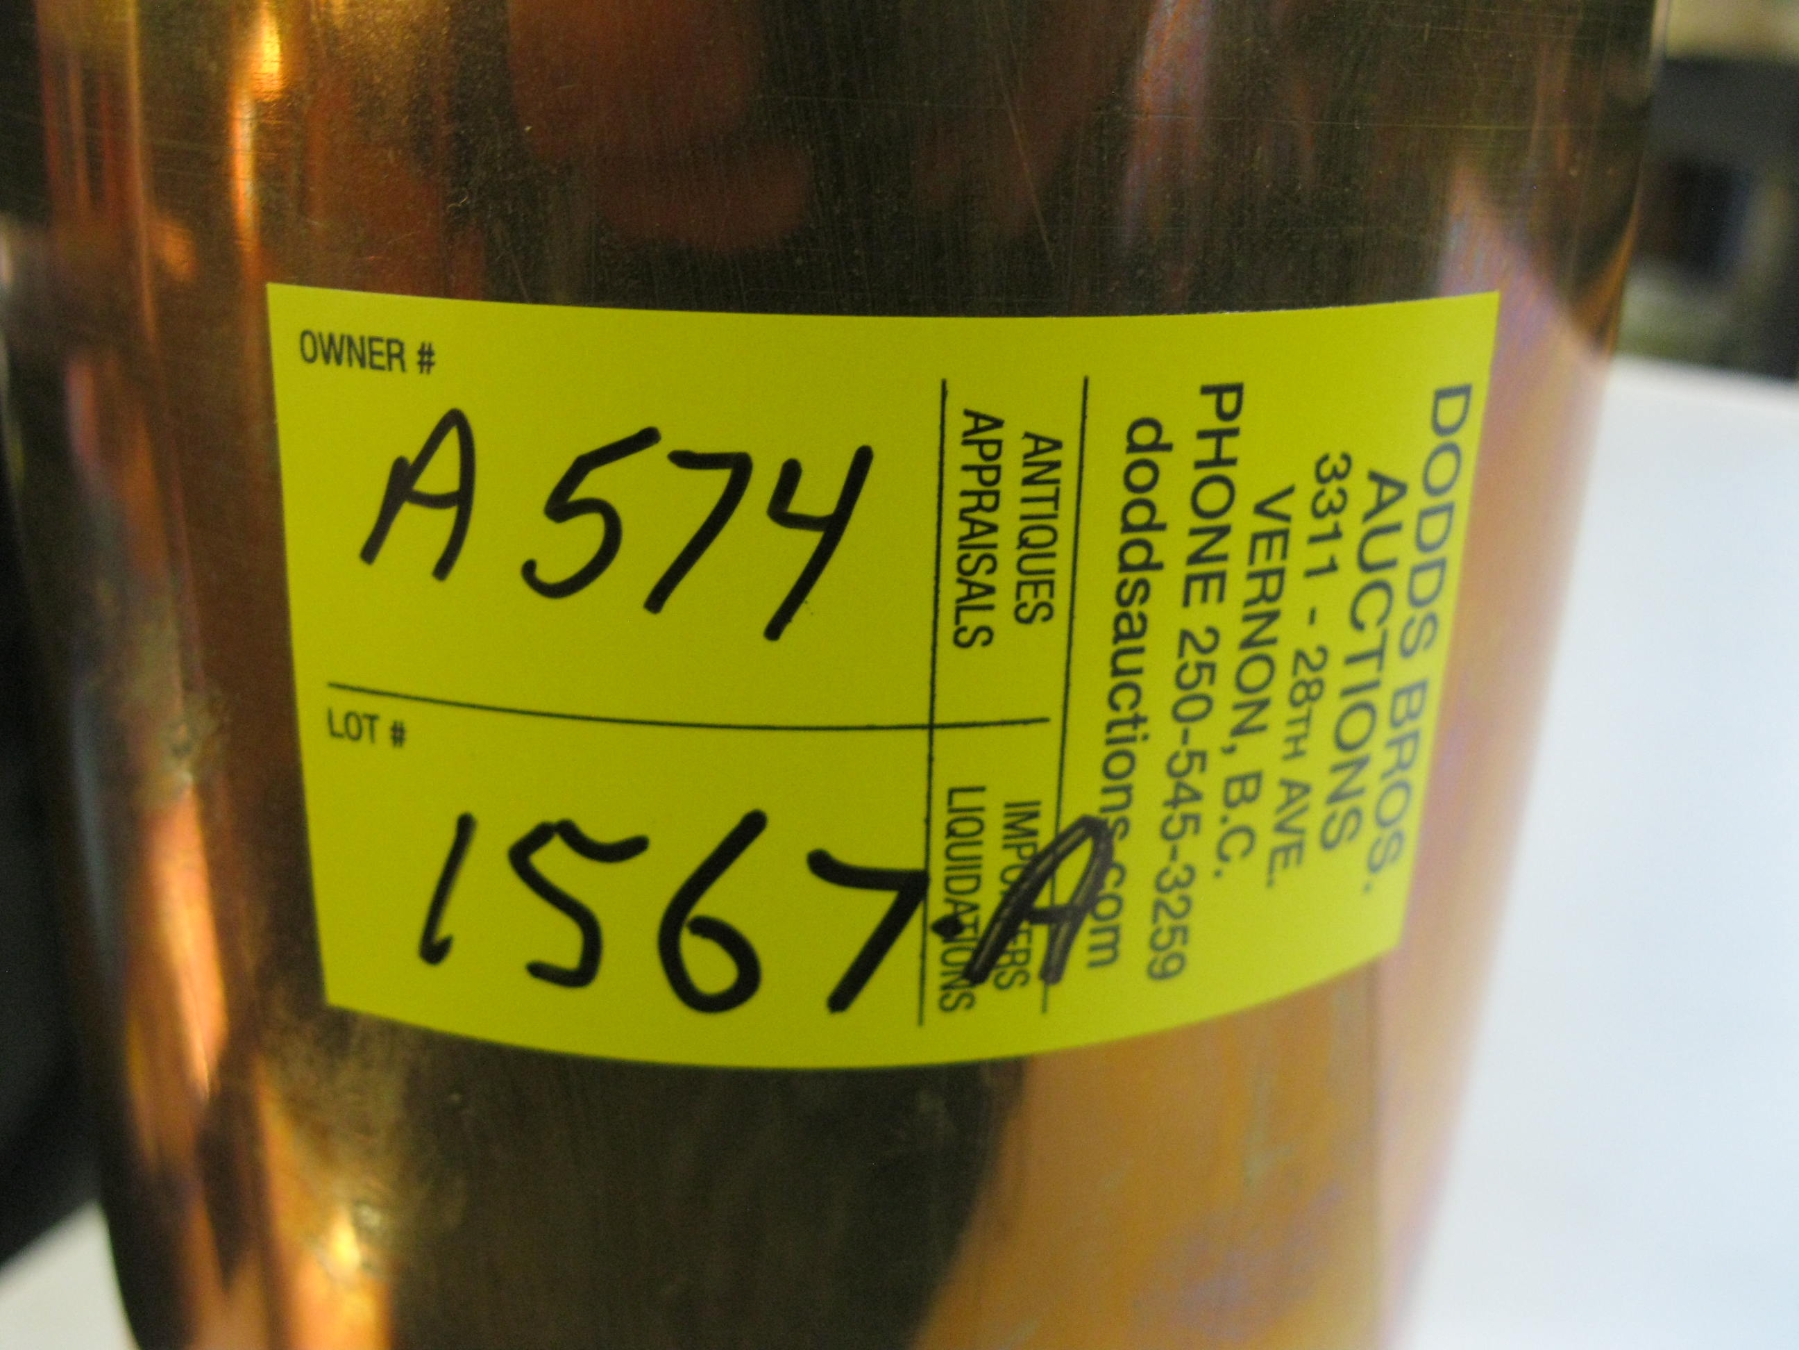 OWNER #
A574
LOT #
1567.A
ANTIQUES
APPRAISALS
IMPORTERS
LIQUIDATIONS
DODDS BROS.
AUCTIONS
3311 - 28TH AVE.
VERNON, B.C.
PHONE 250-545-3259
doddsauctions.com